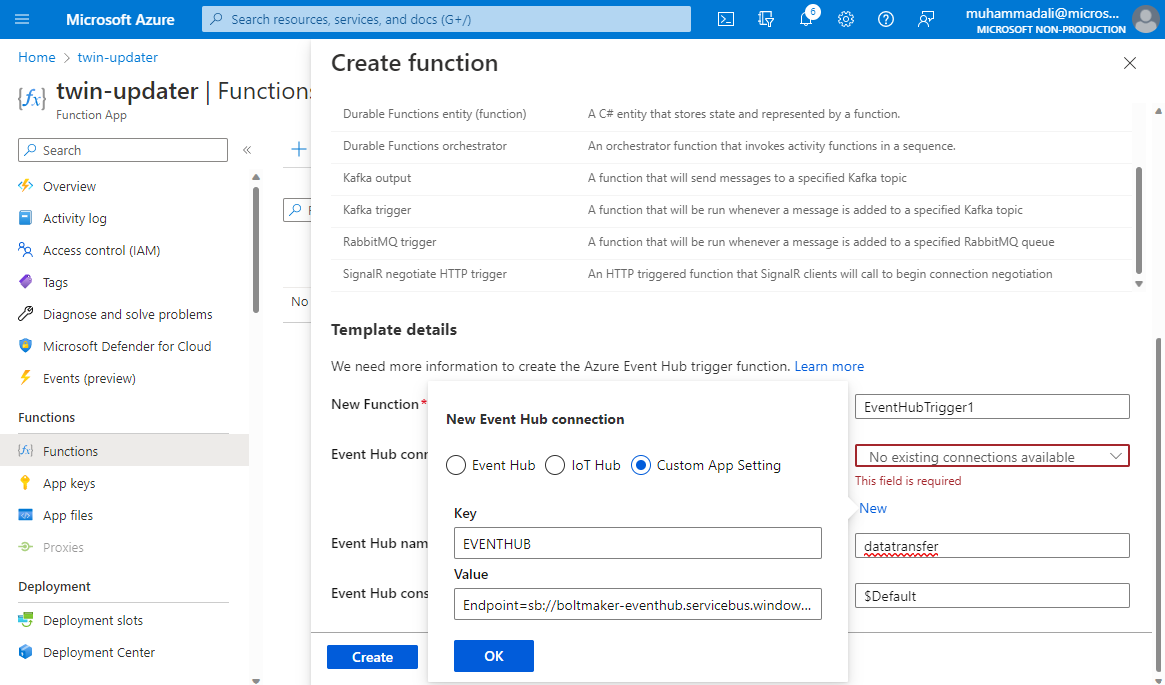 Microsoft Azure
Search resources, services, and docs (G+/)
6
muhammadali@micros...
MICROSOFT NON-PRODUCTION
Home > twin-updater
twin-updater | Functions
Function App
Search
«
Overview
Activity log
Access control (IAM)
Tags
Diagnose and solve problems
Microsoft Defender for Cloud
Events (preview)
Functions
Functions
App keys
App files
Proxies
Deployment
Deployment slots
Deployment Center
No
Create function
Durable Functions entity (function) A C# entity that stores state and represented by a function.
Durable Functions orchestrator An orchestrator function that invokes activity functions in a sequence.
Kafka output A function that will send messages to a specified Kafka topic
Kafka trigger A function that will be run whenever a message is added to a specified Kafka topic
RabbitMQ trigger A function that will be run whenever a message is added to a specified RabbitMQ queue
SignalR negotiate HTTP trigger An HTTP triggered function that SignalR clients will call to begin connection negotiation
Template details
We need more information to create the Azure Event Hub trigger function. Learn more
New Function*
EventHubTrigger1
Event Hub conn
No existing connections available
This field is required
New
Event Hub nam
datatransfer
Event Hub cons
$Default
New Event Hub connection
Event Hub IoT Hub Custom App Setting
Key
EVENTHUB
Value
Endpoint=sb://boltmaker-eventhub.servicebus.window...
OK
Create